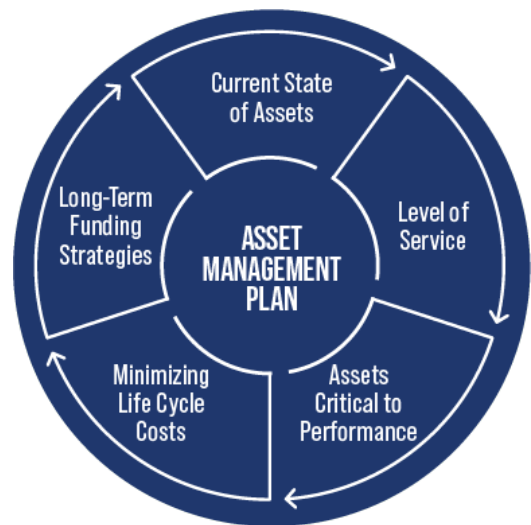 Current State
of Assets
Level of
Service
Assets
Critical to
Performance
Minimizing
Life Cycle
Costs
Long-Term
Funding
Strategies
ASSET
MANAGEMENT
PLAN